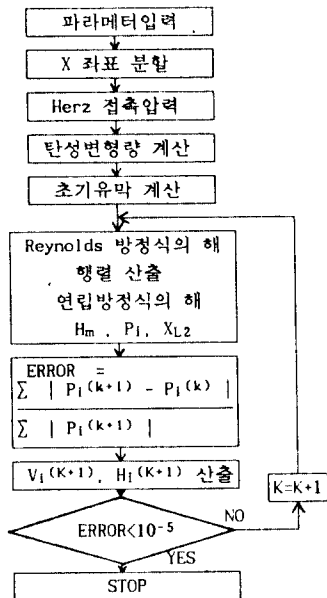 파라메터입력
X 좌표 분할
Herz 접촉압력
탄성변형량 계산
초기유막 계산
Reynolds 방정식의 해
행렬 산출
연립방정식의 해
Hm , Pi, XL2
ERROR =
∑ | Pi(k+1) - Pi(k) |
∑ | Pi(k+1) |
Vi(K+1), Hi(K+1) 산출
K=K+1
ERROR<10-5
NO
YES
STOP